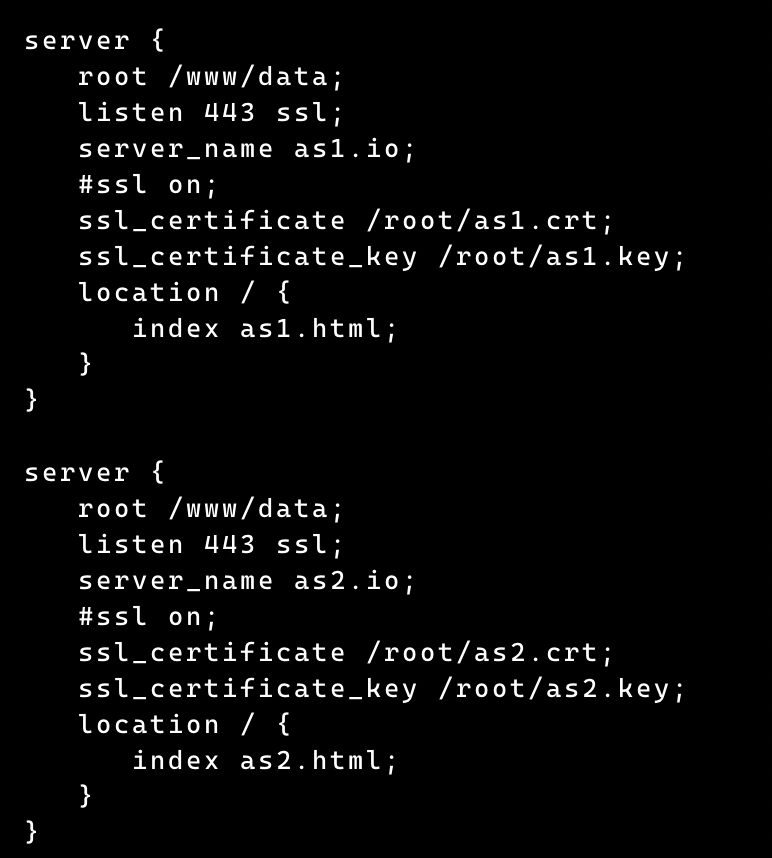 server {
   root /www/data;
   listen 443 ssl;
   server_name as1.io;
   #ssl on;
   ssl_certificate /root/as1.crt;
   ssl_certificate_key /root/as1.key;
   location / {
      index as1.html;
   }
}

server {
   root /www/data;
   listen 443 ssl;
   server_name as2.io;
   #ssl on;
   ssl_certificate /root/as2.crt;
   ssl_certificate_key /root/as2.key;
   location / {
      index as2.html;
   }
}